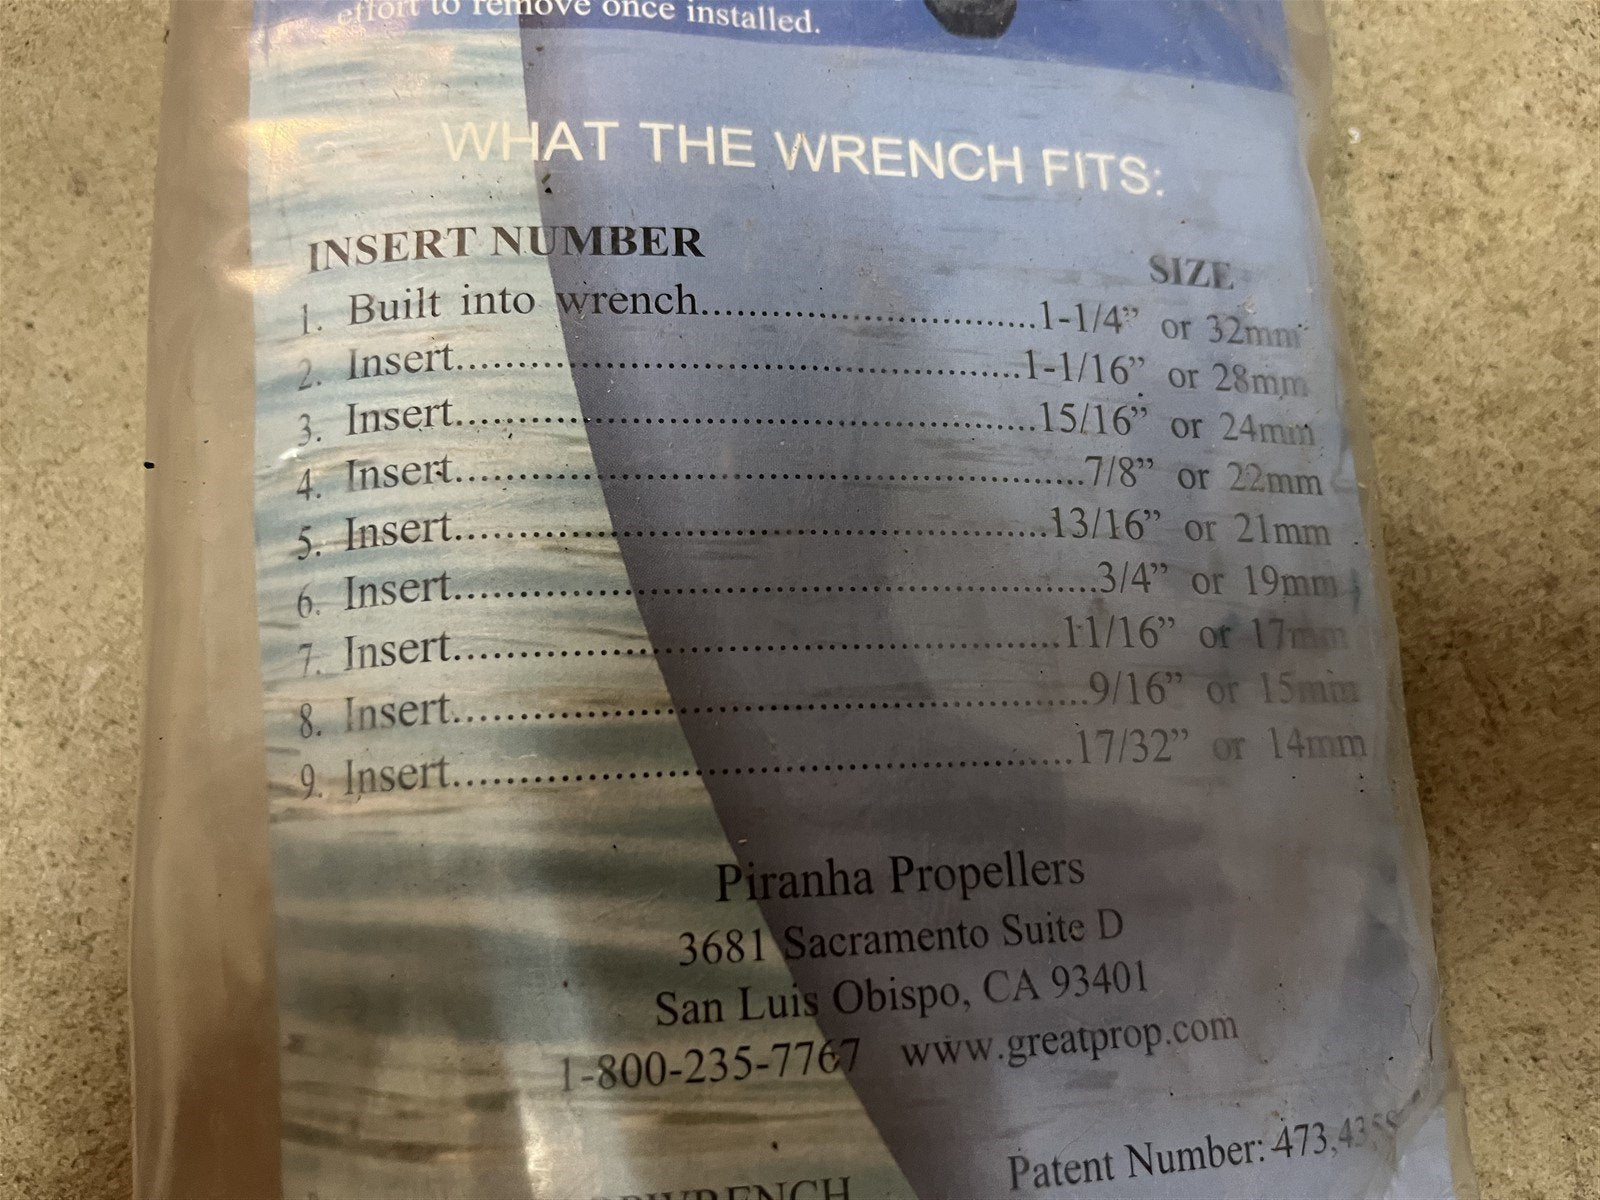 effort to remove once installed.
WHAT THE WRENCH FITS:
INSERT NUMBER SIZE
1. Built into wrench..........................1-1/4” or 32mm
2. Insert.............................................1-1/16” or 28mm
3. Insert..............................................15/16” or 24mm
4. Insert..................................................7/8” or 22mm
5. Insert...............................................13/16” or 21mm
6. Insert...................................................3/4” or 19mm
7. Insert................................................11/16” or 17mm
8. Insert..................................................9/16” or 15mm
9. Insert.................................................17/32” or 14mm
Piranha Propellers
3681 Sacramento Suite D
San Luis Obispo, CA 93401
1-800-235-7767 www.greatprop.com
Patent Number: